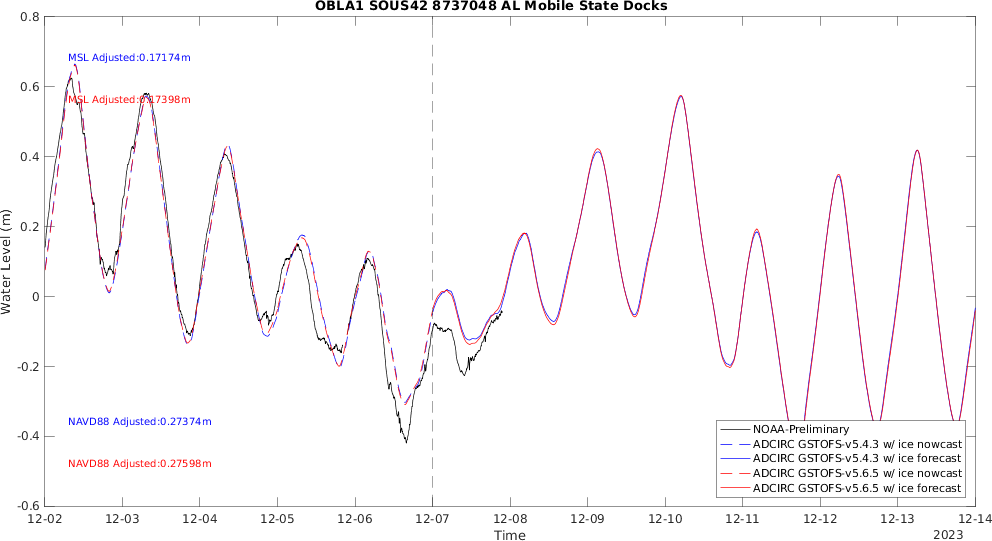 OBLA1 SOUS42 8737048 AL Mobile State Docks
0.8
0.6
0.4
0.2
0
-0.2
-0.4
-0.6
Water Level (m)
MSL Adjusted:0.17174m
MSL Adjusted:0.17398m
NAVD88 Adjusted:0.27374m
NAVD88 Adjusted:0.27598m
NOAA-Preliminary
ADCIRC GSTOFS-v5.4.3 w/ ice nowcast
ADCIRC GSTOFS-v5.4.3 w/ ice forecast
ADCIRC GSTOFS-v5.6.5 w/ ice nowcast
ADCIRC GSTOFS-v5.6.5 w/ ice forecast
12-02 12-03 12-04 12-05 12-06 12-07 12-08 12-09 12-10 12-11 12-12 12-13 12-14
Time
2023